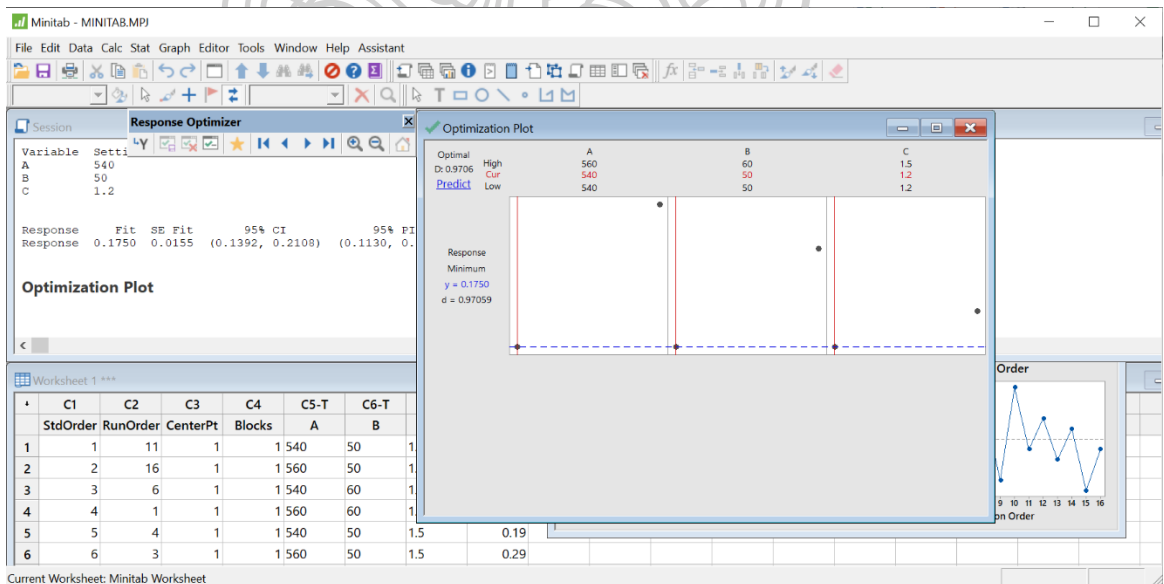 Minitab - MINITAB.MPJ
File Edit Data Calc Stat Graph Editor Tools Window Help Assistant
Session
Response Optimizer
Variable Setti
A 540
B 50
C 1.2
Response Fit SE Fit 95% CI 95% PI
Response 0.1750 0.0155 (0.1392, 0.2108) (0.1130, 0.
Optimization Plot
Optimization Plot
Optimal
D: 0.9706
Predict
A B C
High 560 60 1.5
Cur 540 50 1.2
Low 540 50 1.2
Response
Minimum
y = 0.1750
d = 0.97059
Worksheet 1 ***
C1 C2 C3 C4 C5-T C6-T
StdOrder RunOrder CenterPt Blocks A B
1 1 11 1 1 540 50 1.
2 2 16 1 1 560 50 1.
3 3 6 1 1 540 60 1.
4 4 1 1 1 560 60 1.
5 5 4 1 1 540 50 1.5 0.19
6 6 3 1 1 560 50 1.5 0.29
Order
9 10 11 12 13 14 15 16
on Order
Current Worksheet: Minitab Worksheet